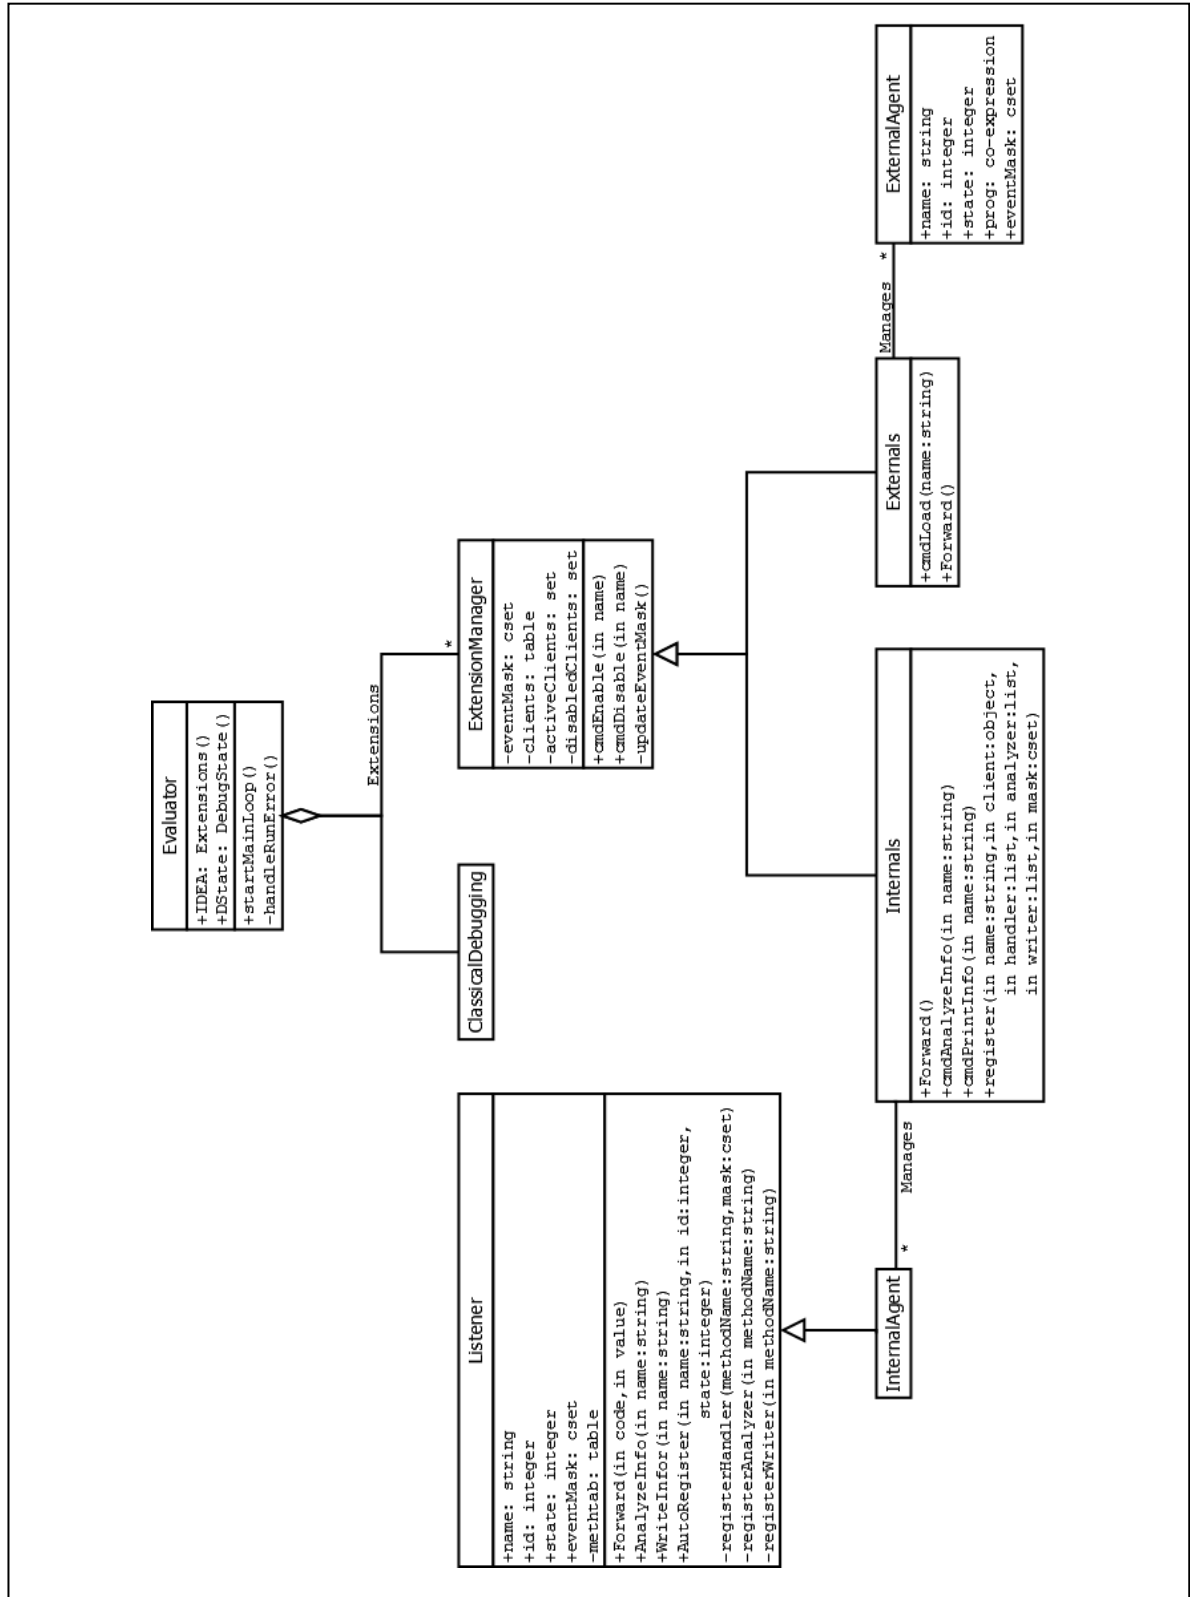 Evaluator
+IDEA: Extensions()
+DState: DebugState()
+startMainLoop()
-handleRunError()
Extensions
*
Listener
+name: string
+id: integer
+state: integer
+eventMask: cset
-methtab: table
+Forward(in code,in value)
+AnalyzeInfo(in name:string)
+WriteInfor(in name:string)
+AutoRegister(in name:string,in id:integer,
state:integer)
-registerHandler(methodName:string,mask:cset)
-registerAnalyzer(in methodName:string)
-registerWriter(in methodName:string)
ClassicalDebugging
ExtensionManager
-eventMask: cset
-clients: table
-activeClients: set
-disabledClients: set
+cmdEnable(in name)
+cmdDisable(in name)
-updateEventMask()
InternalAgent
*
Manages
Internals
+Forward()
+cmdAnalyzeInfo(in name:string)
+cmdPrintInfo(in name:string)
+register(in name:string,in client:object,
in handler:list,in analyzer:list,
in writer:list,in mask:cset)
Externals
+cmdLoad(name:string)
+Forward()
Manages
*
ExternalAgent
+name: string
+id: integer
+state: integer
+prog: co-expression
+eventMask: cset